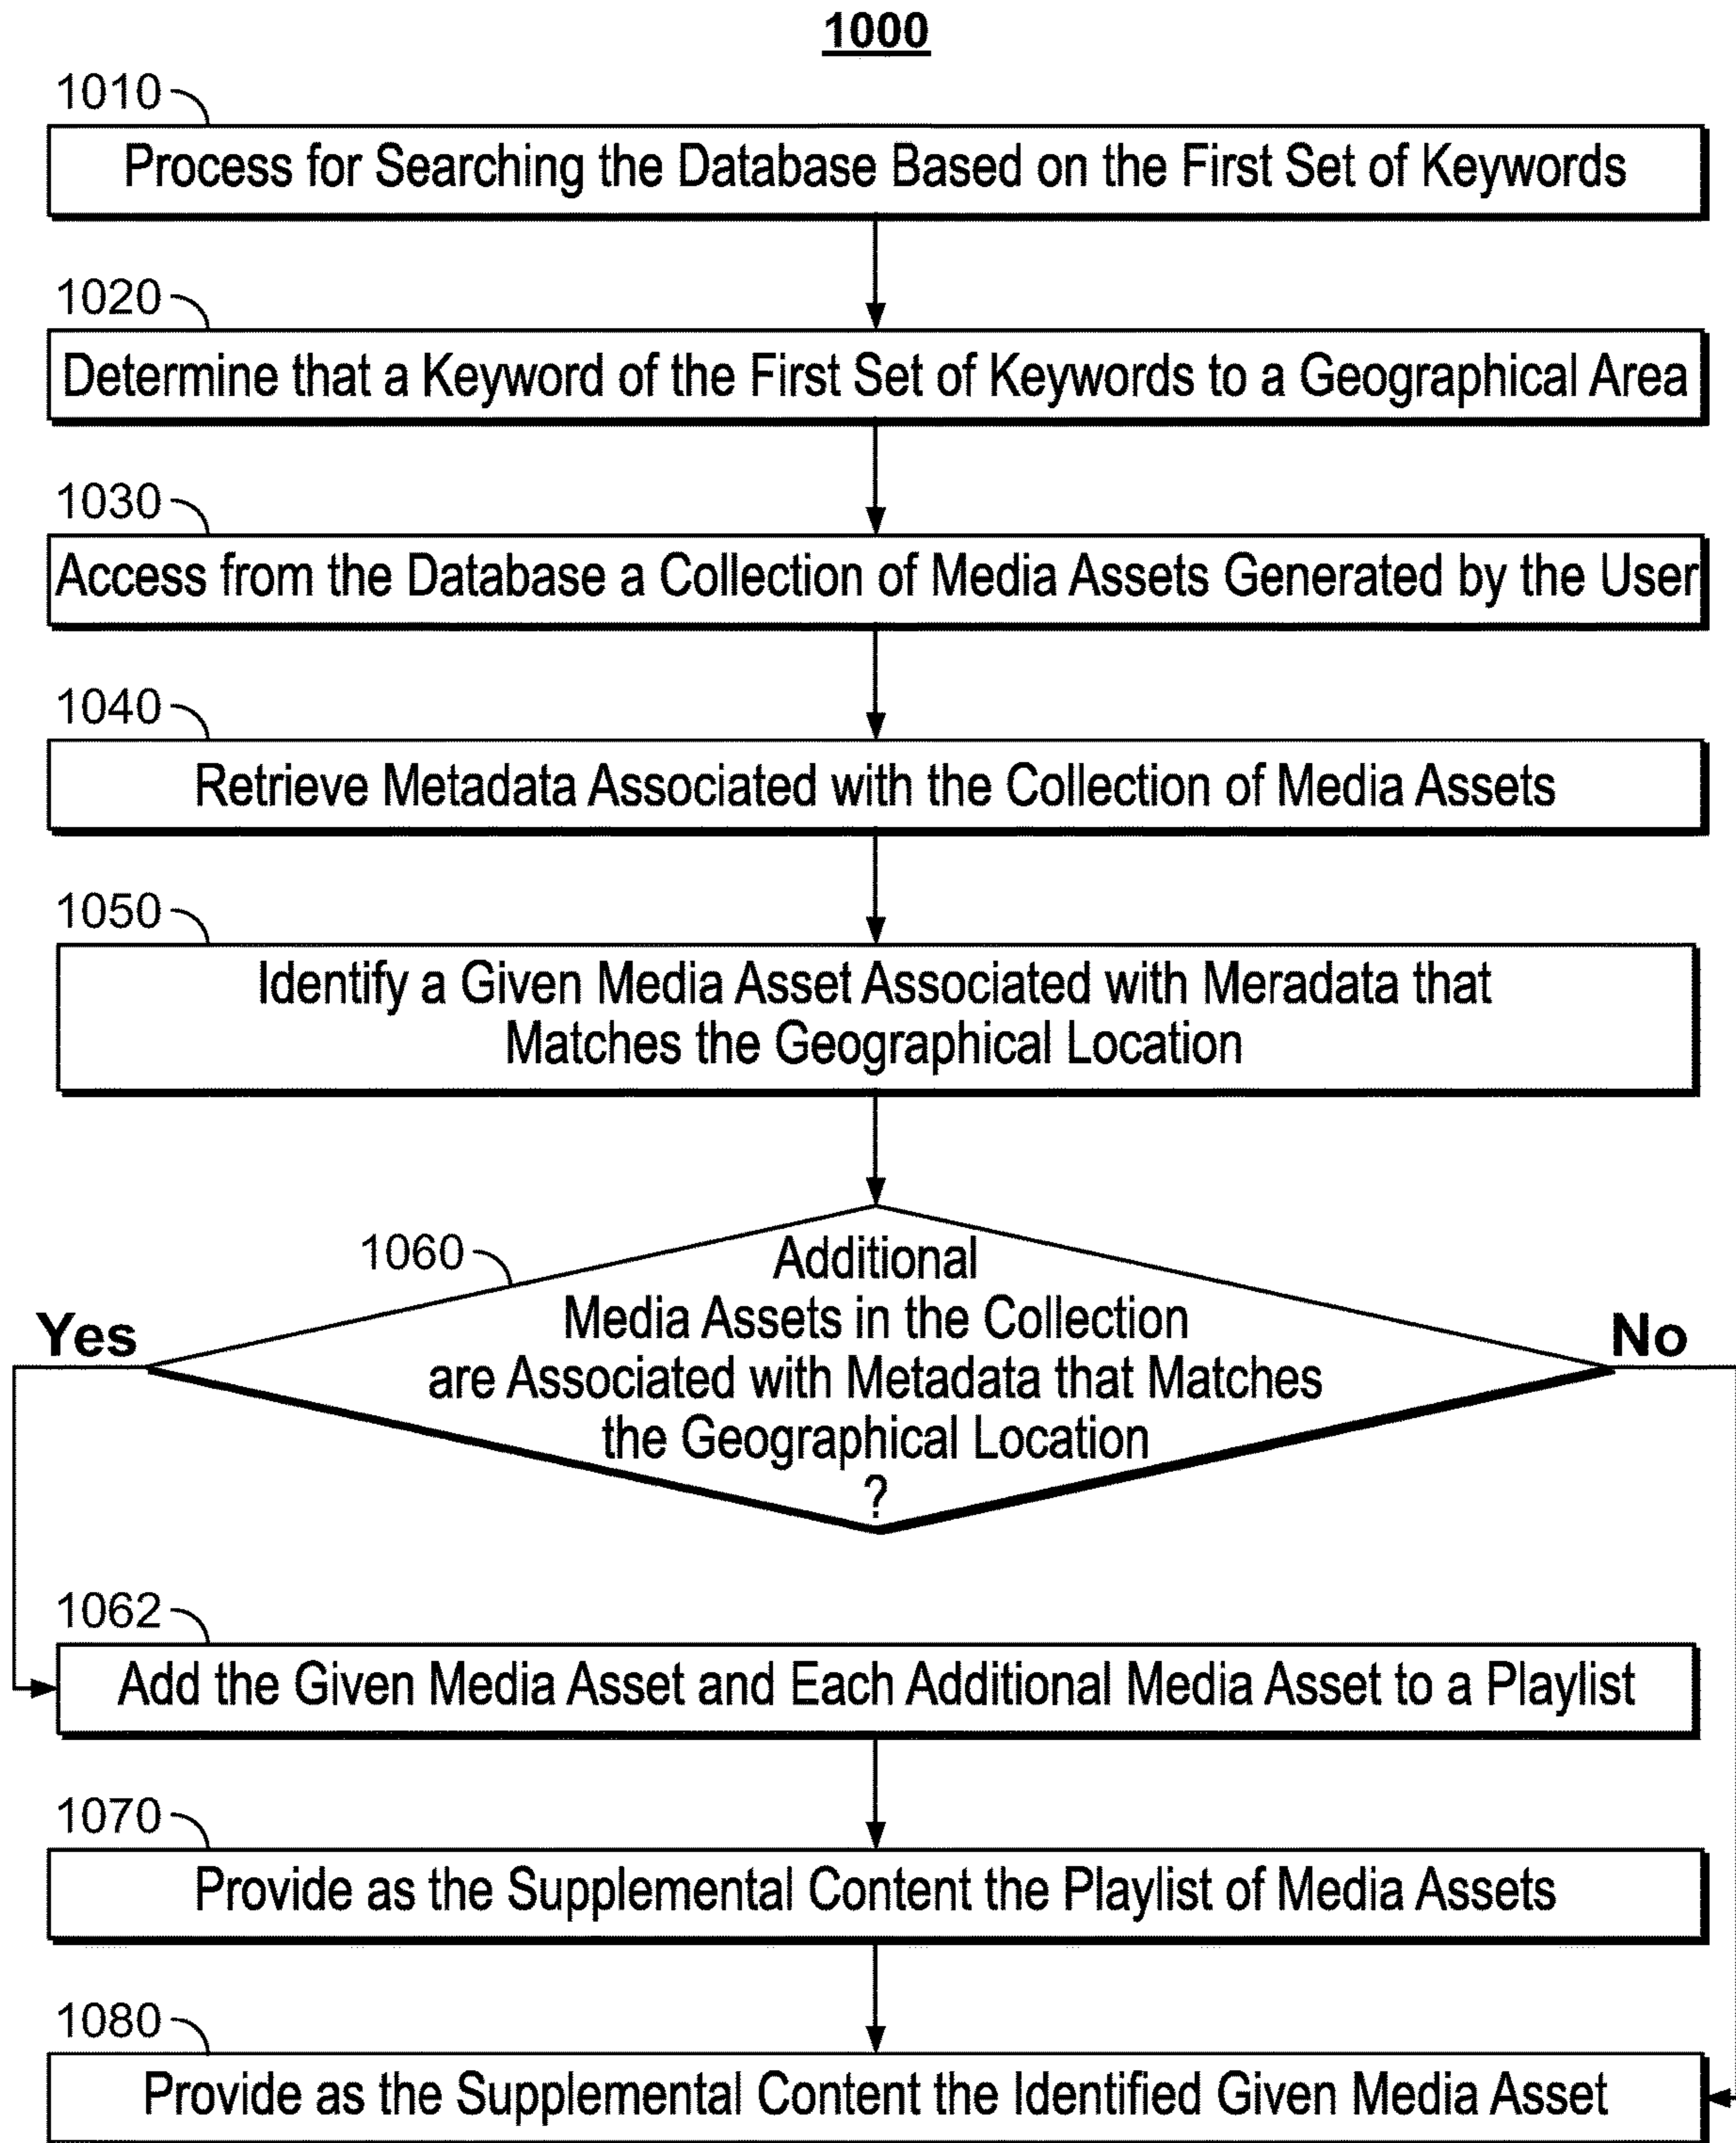 1000
1010
Process for Searching the Database Based on the First Set of Keywords
1020
Determine that a Keyword of the First Set of Keywords to a Geographical Area
1030
Access from the Database a Collection of Media Assets Generated by the User
1040
Retrieve Metadata Associated with the Collection of Media Assets
1050
Identify a Given Media Asset Associated with Meradata that
Matches the Geographical Location
1060
Additional
Media Assets in the Collection
are Associated with Metadata that Matches
the Geographical Location
?
Yes
No
1062
Add the Given Media Asset and Each Additional Media Asset to a Playlist
1070
Provide as the Supplemental Content the Playlist of Media Assets
1080
Provide as the Supplemental Content the Identified Given Media Asset